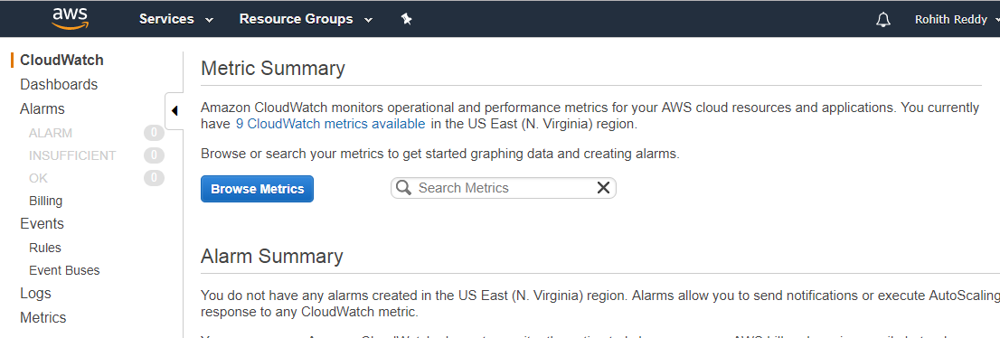 aws Services Resource Groups Rohith Reddy
CloudWatch
Dashboards
Alarms
ALARM 0
INSUFFICIENT 0
OK 0
Billing
Events
Rules
Event Buses
Logs
Metrics
Metric Summary
Amazon CloudWatch monitors operational and performance metrics for your AWS cloud resources and applications. You currently
have 9 CloudWatch metrics available in the US East (N. Virginia) region.
Browse or search your metrics to get started graphing data and creating alarms.
Browse Metrics Search Metrics
Alarm Summary
You do not have any alarms created in the US East (N. Virginia) region. Alarms allow you to send notifications or execute AutoScaling
response to any CloudWatch metric.